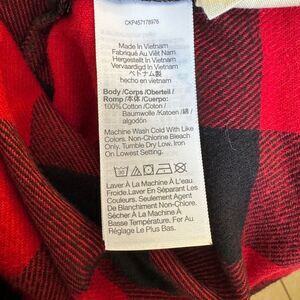 CKP457178976
Made In Vietnam
Fabriqué Au Viêt Nam
Hergestellt In Vietnam
Vervaardigd In Vietnam
ベトナム製
hecho en vietnam
Body/Corps/Oberteil/
Romp/本体/Cuerpo:
100% Cotton/Coton/
Baumwolle/Katoen/綿/
algodón
Machine Wash Cold With Like
Colors. Non-Chlorine Bleach
Only, Tumble Dry Low, Iron
On Lowest Setting.
30
Laver À La Machine À L'eau
Froide.Laver En Séparant Les
Couleurs. Seulement Agent
De Blanchiment Non-Chlore.
Sécher À La Machine À
Basse Température. Fer Au
Réglage Le Plus Bas.